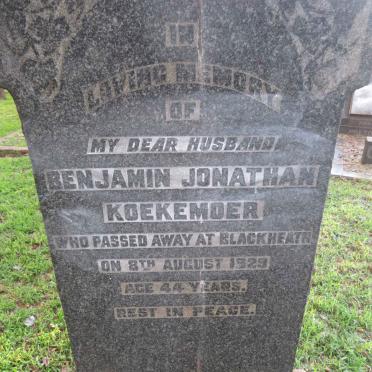 IN
LOVING MEMORY
OF
MY DEAR HUSBAND
BENJAMIN JONATHAN
KOEKEMOER
WHO PASSED AWAY AT BLACKHEATH
ON 8TH AUGUST 1929
AGE 44 YEARS.
REST IN PEACE.